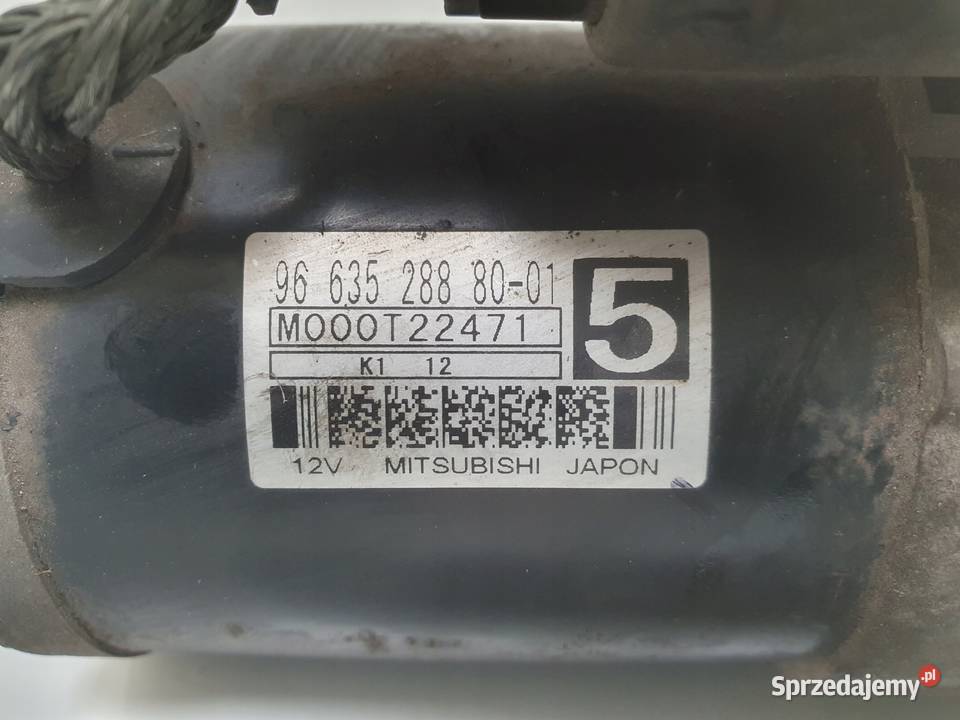 96 635 288 80-01
M000T22471
5
K1 12
12V MITSUBISHI JAPON
Sprzedajemy.pl